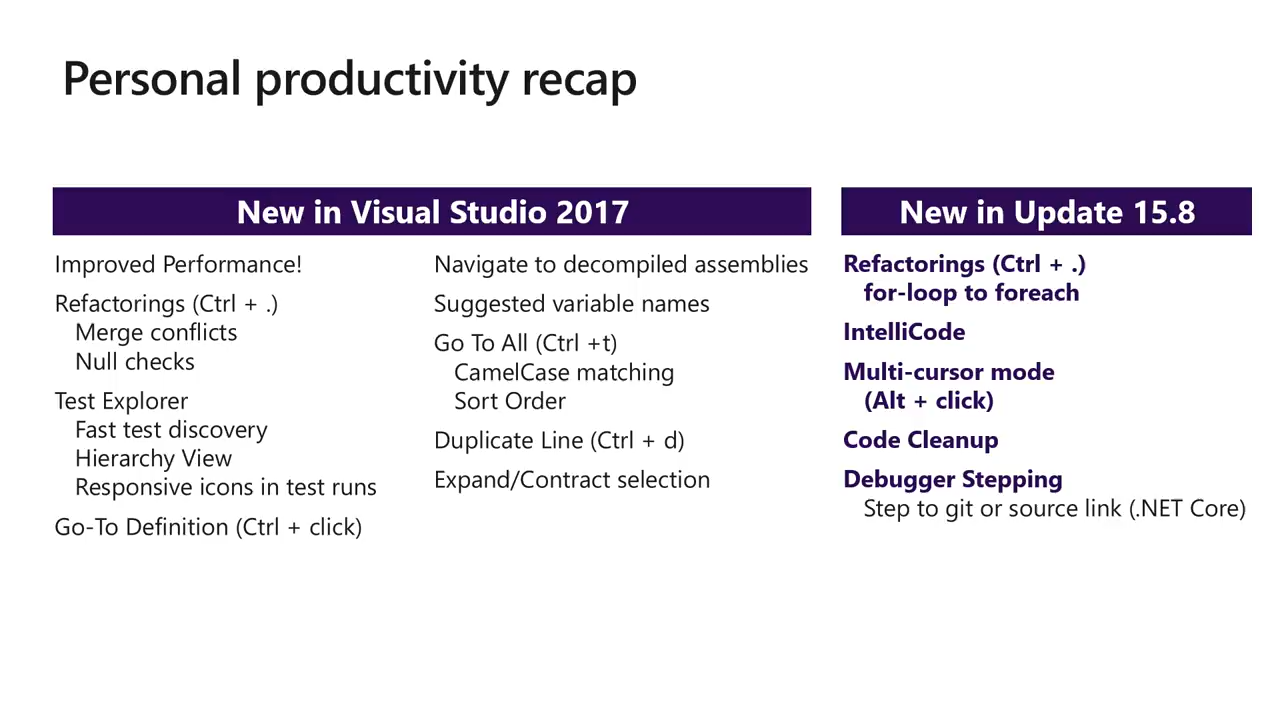 Personal productivity recap
New in Visual Studio 2017
Improved Performance!
Refactorings (Ctrl + .)
Merge conflicts
Null checks
Test Explorer
Fast test discovery
Hierarchy View
Responsive icons in test runs
Go-To Definition (Ctrl + click)
Navigate to decompiled assemblies
Suggested variable names
Go To All (Ctrl +t)
CamelCase matching
Sort Order
Duplicate Line (Ctrl + d)
Expand/Contract selection
New in Update 15.8
Refactorings (Ctrl + .)
for-loop to foreach
IntelliCode
Multi-cursor mode
(Alt + click)
Code Cleanup
Debugger Stepping
Step to git or source link (.NET Core)